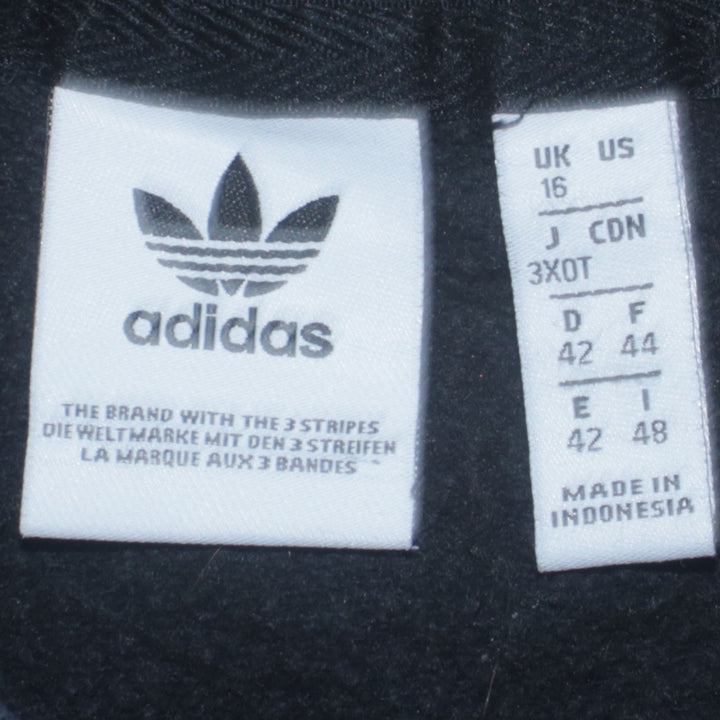 adidas
THE BRAND WITH THE 3 STRIPES
DIE WELTMARKE MIT DEN 3 STREIFEN
LA MARQUE AUX 3 BANDES
UK US
16
J CDN
3XOT
D F
42 44
E I
42 48
MADE IN
INDONESIA